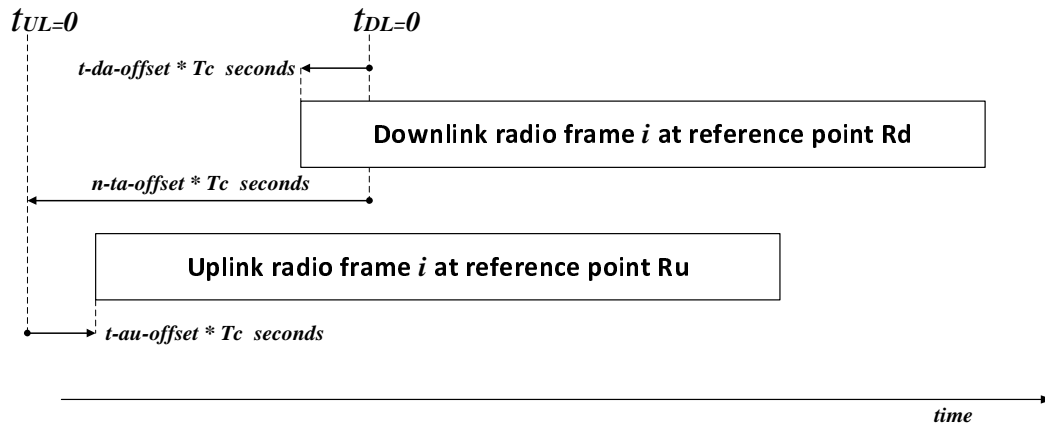 tUL=0 tDL=0
t-da-offset * Tc seconds
Downlink radio frame i at reference point Rd
n-ta-offset * Tc seconds
Uplink radio frame i at reference point Ru
t-au-offset * Tc seconds
time